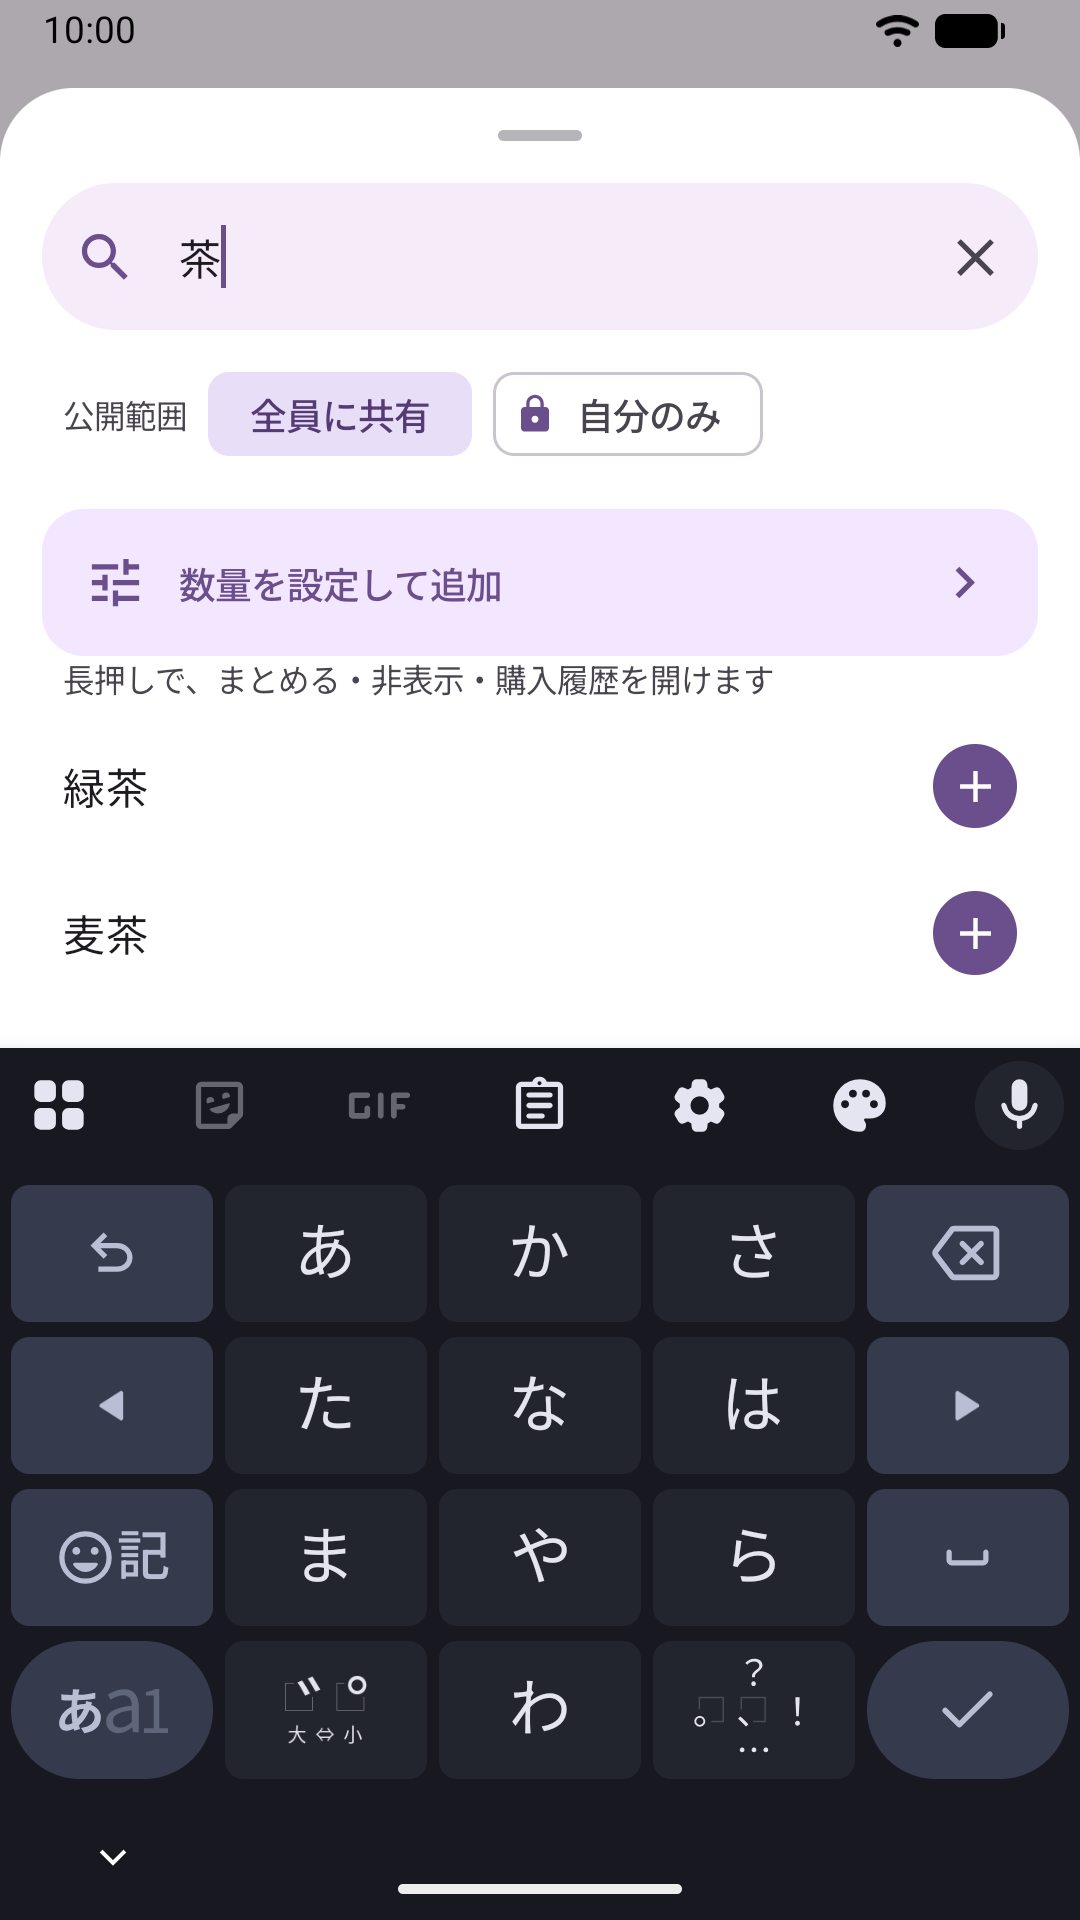 10:00
茶
公開範囲 全員に共有 自分のみ
数量を設定して追加
長押しで、まとめる・非表示・購入履歴を開けます
緑茶
麦茶
GIF
あ か さ
た な は
記 ま や ら
あa1 ゛゜ 大⇔小 わ 。、?!…